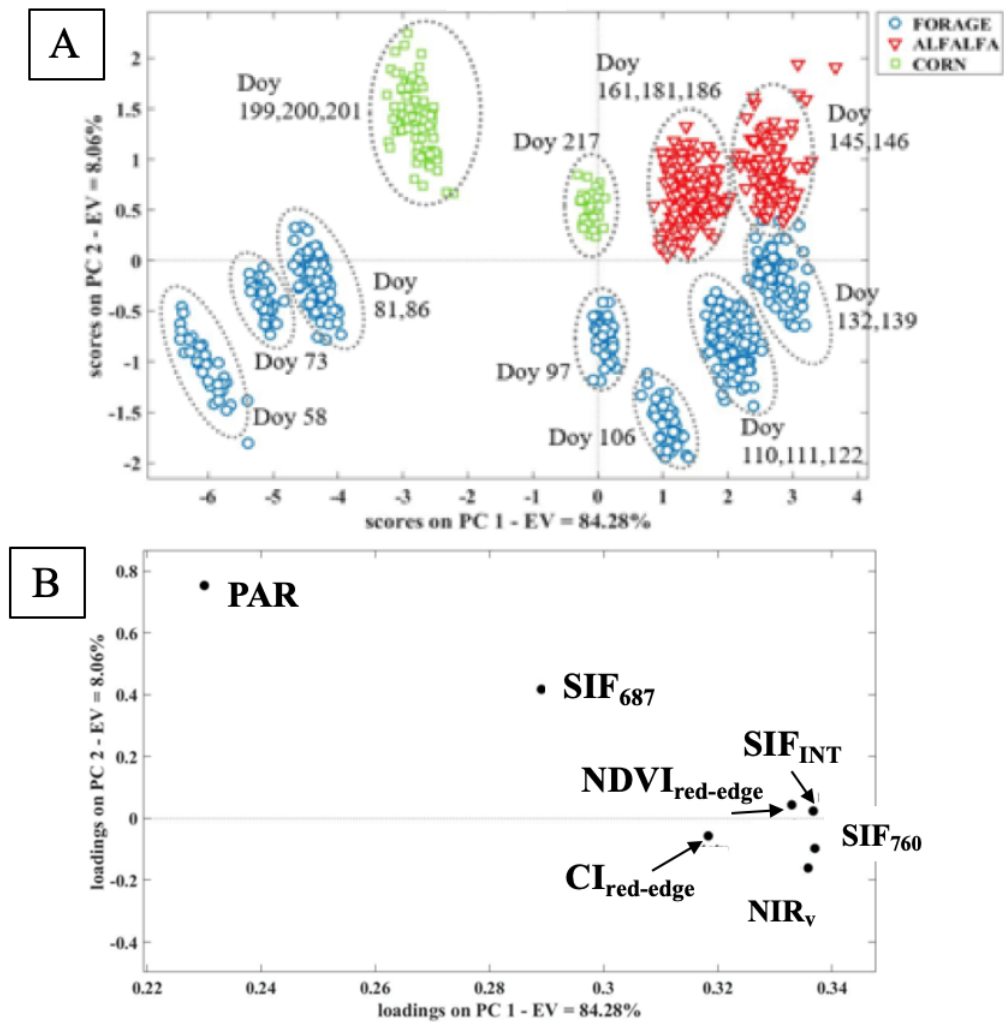 A
FORAGE
ALFALFA
CORN
Doy
199,200,201
Doy
161,181,186
Doy
145,146
Doy 217
Doy
81,86
Doy 73
Doy 58
Doy 97
Doy 106
Doy
132,139
Doy
110,111,122
2
1.5
1
0.5
0
-0.5
-1
-1.5
-2
scores on PC 2 - EV = 8.06%
-6 -5 -4 -3 -2 -1 0 1 2 3 4
scores on PC 1 - EV = 84.28%
B
PAR
SIF687
SIFINT
NDVIred-edge
SIF760
CIred-edge
NIRv
0.8
0.6
0.4
0.2
0
-0.2
-0.4
loadings on PC 2 - EV = 8.06%
0.22 0.24 0.26 0.28 0.3 0.32 0.34
loadings on PC 1 - EV = 84.28%